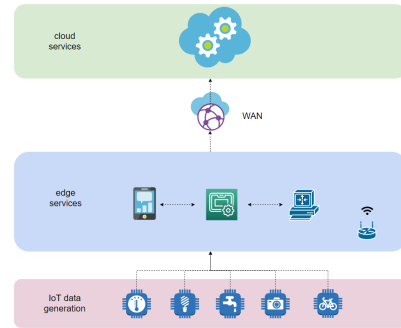 cloud
services
WAN
edge
services
IoT data
generation